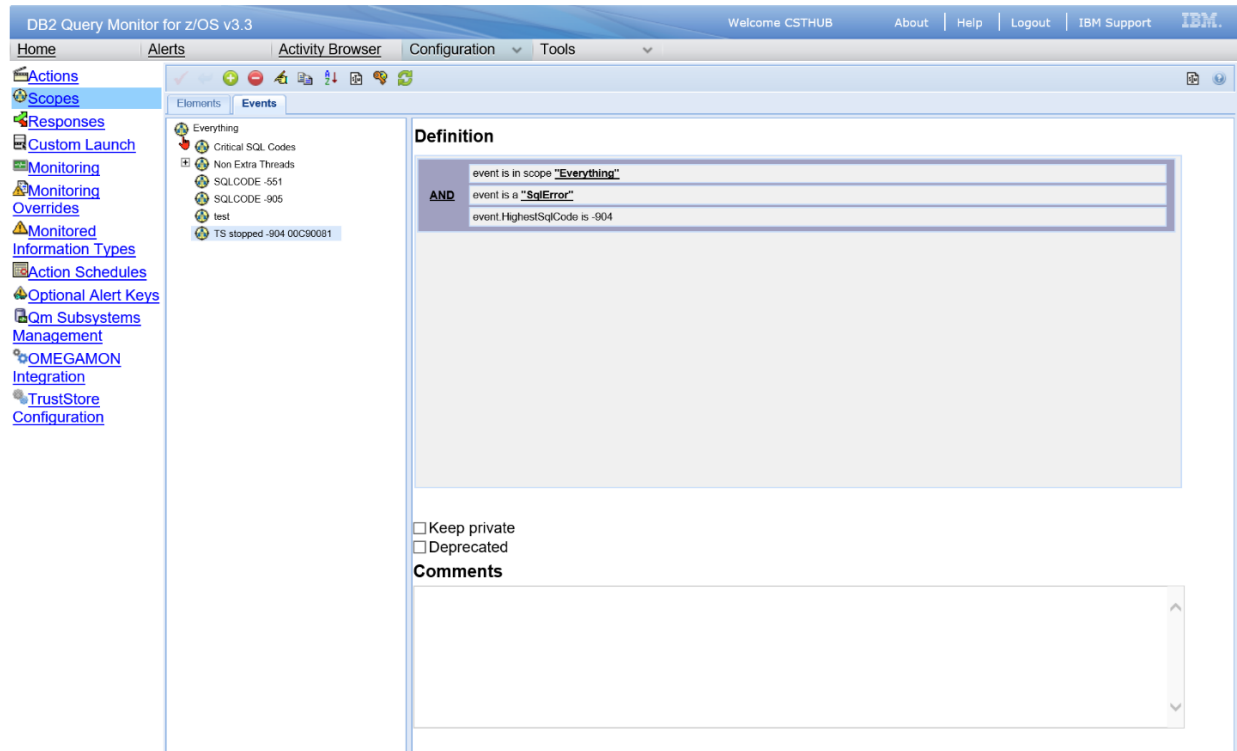 DB2 Query Monitor for z/OS v3.3
Welcome CSTHUB
About
Help
Logout
IBM Support
IBM.
Home
Alerts
Activity Browser
Configuration
Tools
Actions
Scopes
Responses
Custom Launch
Monitoring
Monitoring
Overrides
Monitored
Information Types
Action Schedules
Optional Alert Keys
Qm Subsystems
Management
OMEGAMON
Integration
TrustStore
Configuration
Elements
Events
Everything
Critical SQL Codes
Non Extra Threads
SQLCODE -551
SQLCODE -905
test
TS stopped -904 00C90081
Definition
AND
event is in scope "Everything"
event is a "SqlError"
event.HighestSqlCode is -904
Keep private
Deprecated
Comments